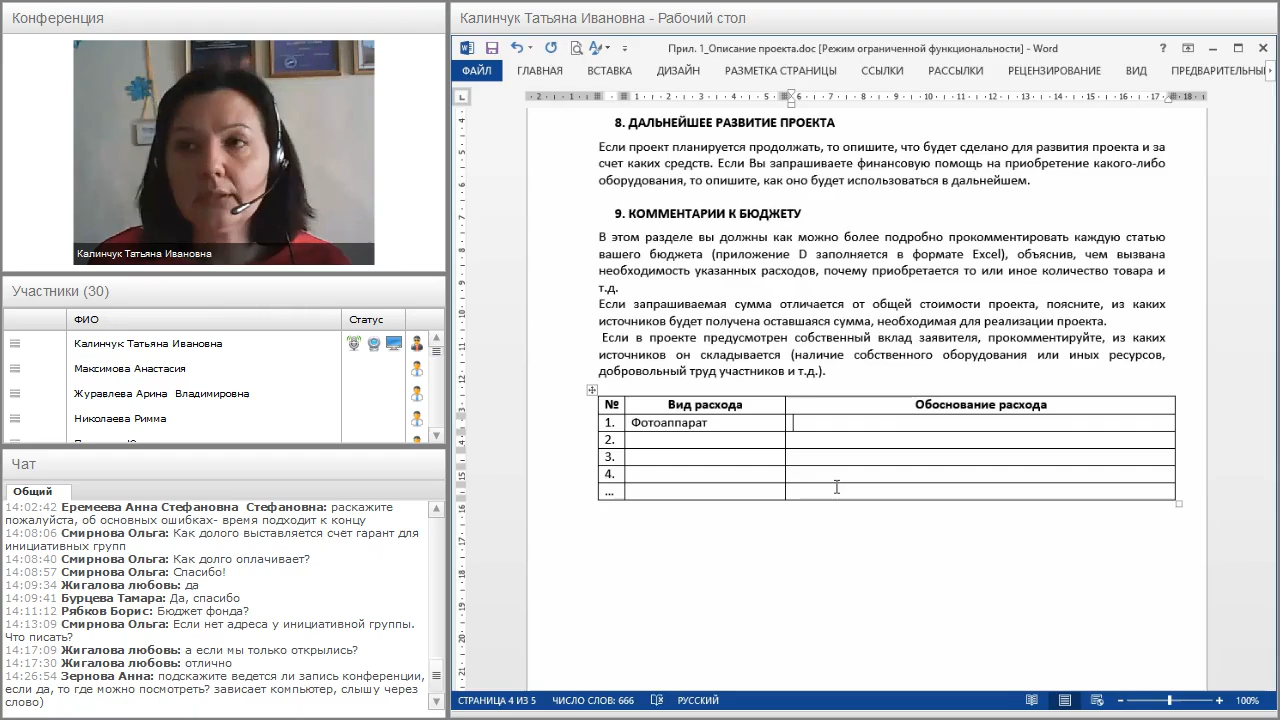 Конференция
Калинчук Татьяна Ивановна
Участники (30)
ФИО
Статус
Калинчук Татьяна Ивановна
Максимова Анастасия
Журавлева Арина Владимировна
Николаева Римма
Чат
Общий
14:02:42 Еремеева Анна Стефановна Стефановна: раскажите
пожалуйста, об основных ошибках- время подходит к концу
14:08:06 Смирнова Ольга: Как долого выставляется счет гарант для
инициативных групп
14:08:40 Смирнова Ольга: Как долго оплачивает?
14:08:57 Смирнова Ольга: Спасибо!
14:09:34 Жигалова любовь: да
14:09:41 Бурцева Тамара: Да, спасибо
14:11:12 Рябков Борис: Бюджет фонда?
14:13:09 Смирнова Ольга: Если нет адреса у инициативной группы.
Что писать?
14:17:09 Жигалова любовь: а если мы только открылись?
14:17:30 Жигалова любовь: отлично
14:23:54 Зернова Анна: подскажите ведется ли запись конференции,
если да, то где можно посмотреть? зависает компьютер, слышу через
слово)
Калинчук Татьяна Ивановна - Рабочий стол
Прил. 1_Описание проекта.doc [Режим ограниченной функциональности] - Word
ФАЙЛ ГЛАВНАЯ ВСТАВКА ДИЗАЙН РАЗМЕТКА СТРАНИЦЫ ССЫЛКИ РАССЫЛКИ РЕЦЕНЗИРОВАНИЕ ВИД ПРЕДВАРИТЕЛЬНЫ
8. ДАЛЬНЕЙШЕЕ РАЗВИТИЕ ПРОЕКТА
Если проект планируется продолжать, то опишите, что будет сделано для развития проекта и за
счет каких средств. Если Вы запрашиваете финансовую помощь на приобретение какого-либо
оборудования, то опишите, как оно будет использоваться в дальнейшем.
9. КОММЕНТАРИИ К БЮДЖЕТУ
В этом разделе вы должны как можно более подробно прокомментировать каждую статью
вашего бюджета (приложение D заполняется в формате Excel), объяснив, чем вызвана
необходимость указанных расходов, почему приобретается то или иное количество товара и
т.д.
Если запрашиваемая сумма отличается от общей стоимости проекта, поясните, из каких
источников будет получена оставшаяся сумма, необходимая для реализации проекта.
Если в проекте предусмотрен собственный вклад заявителя, прокомментируйте, из каких
источников он складывается (наличие собственного оборудования или иных ресурсов,
добровольный труд участников и т.д.).
№ Вид расхода Обоснование расхода
1. Фотоаппарат
2.
3.
4.
...
СТРАНИЦА 4 ИЗ 5 ЧИСЛО СЛОВ: 666 РУССКИЙ 100%